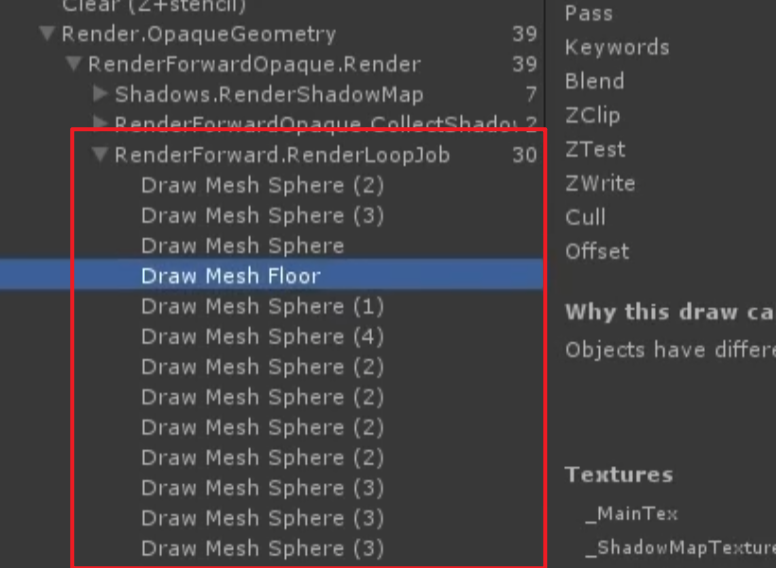 Clear (Z+stencil)
Render.OpaqueGeometry 39
RenderForwardOpaque.Render 39
Shadows.RenderShadowMap 7
RenderForwardOpaque.CollectShado 2
RenderForward.RenderLoopJob 30
Draw Mesh Sphere (2)
Draw Mesh Sphere (3)
Draw Mesh Sphere
Draw Mesh Floor
Draw Mesh Sphere (1)
Draw Mesh Sphere (4)
Draw Mesh Sphere (2)
Draw Mesh Sphere (2)
Draw Mesh Sphere (2)
Draw Mesh Sphere (2)
Draw Mesh Sphere (3)
Draw Mesh Sphere (3)
Draw Mesh Sphere (3)
Pass
Keywords
Blend
ZClip
ZTest
ZWrite
Cull
Offset
Why this draw ca
Objects have differe
Textures
_MainTex
_ShadowMapTexture